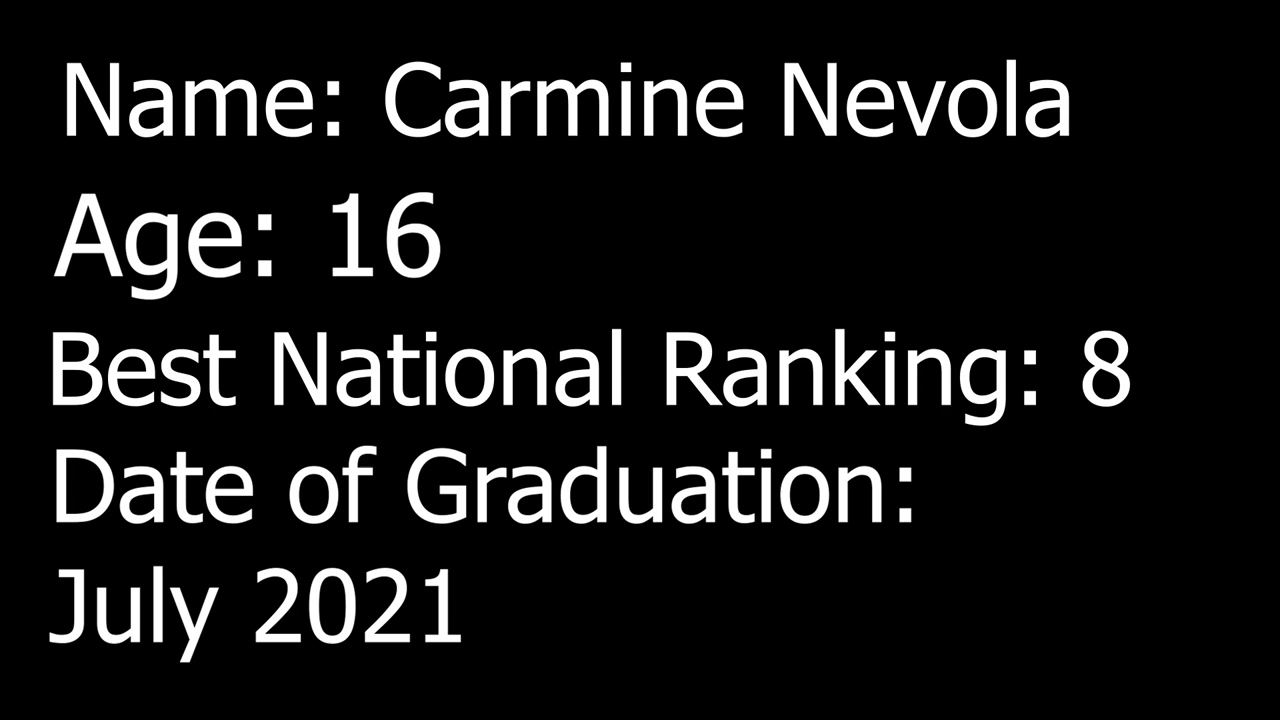 Name: Carmine Nevola
Age: 16
Best National Ranking: 8
Date of Graduation:
July 2021